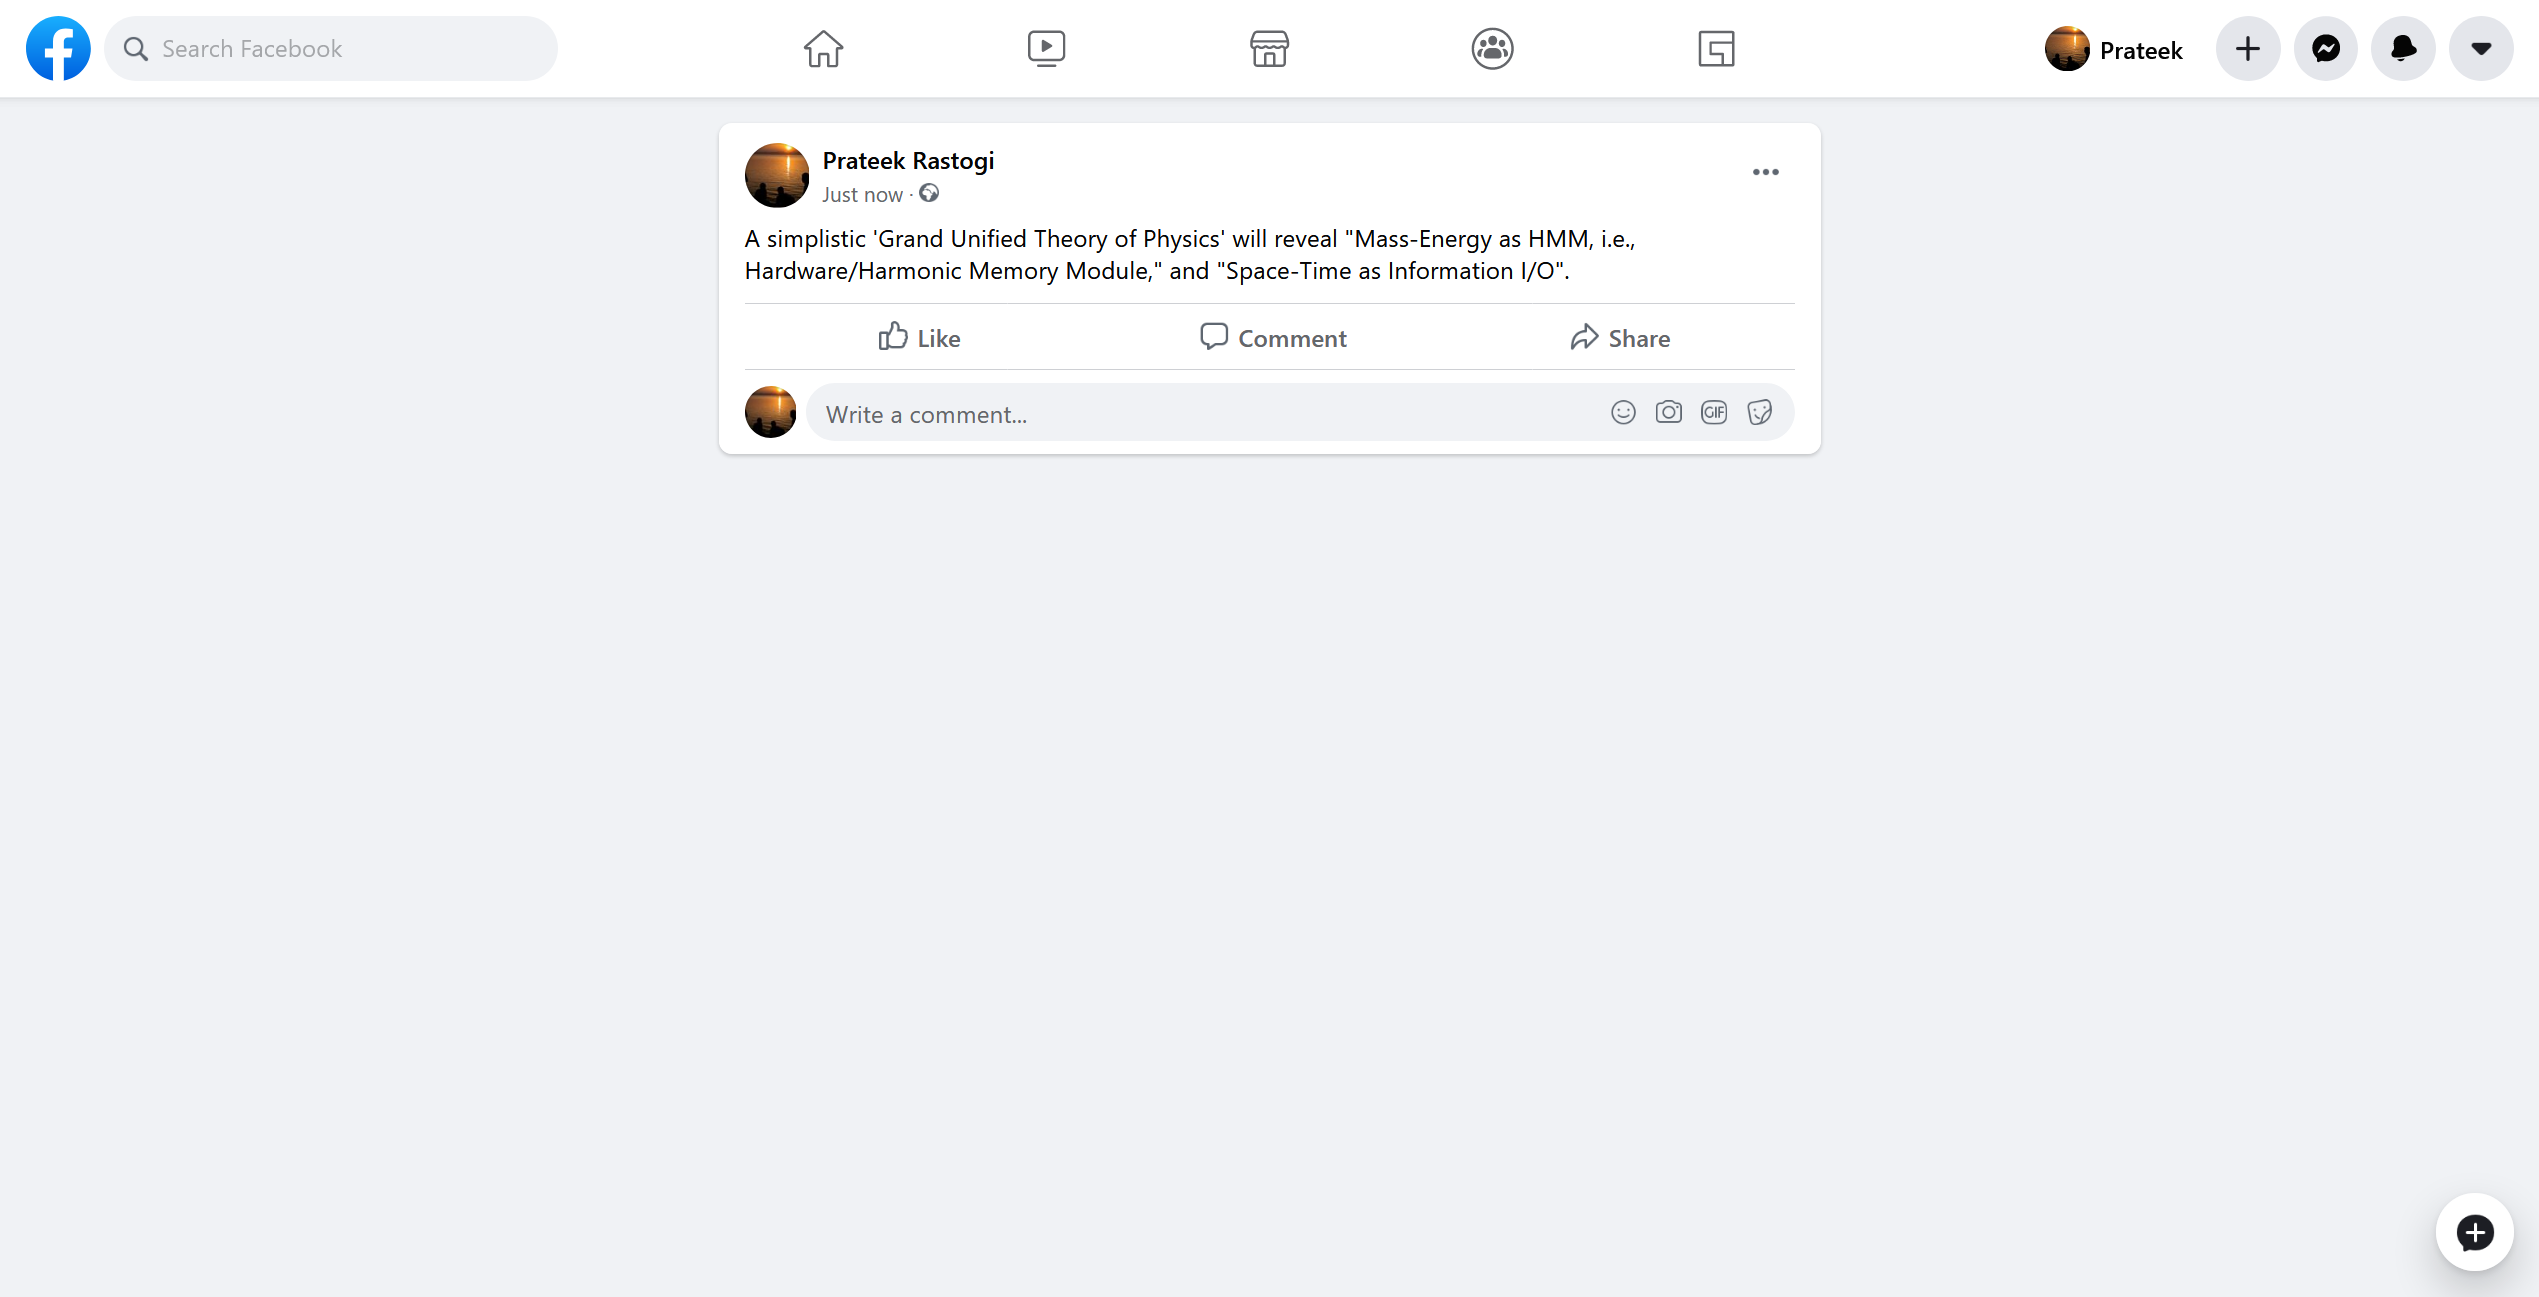 Search Facebook
Prateek
Prateek Rastogi
Just now ·
A simplistic 'Grand Unified Theory of Physics' will reveal "Mass-Energy as HMM, i.e.,
Hardware/Harmonic Memory Module," and "Space-Time as Information I/O".
Like
Comment
Share
Write a comment...
GIF